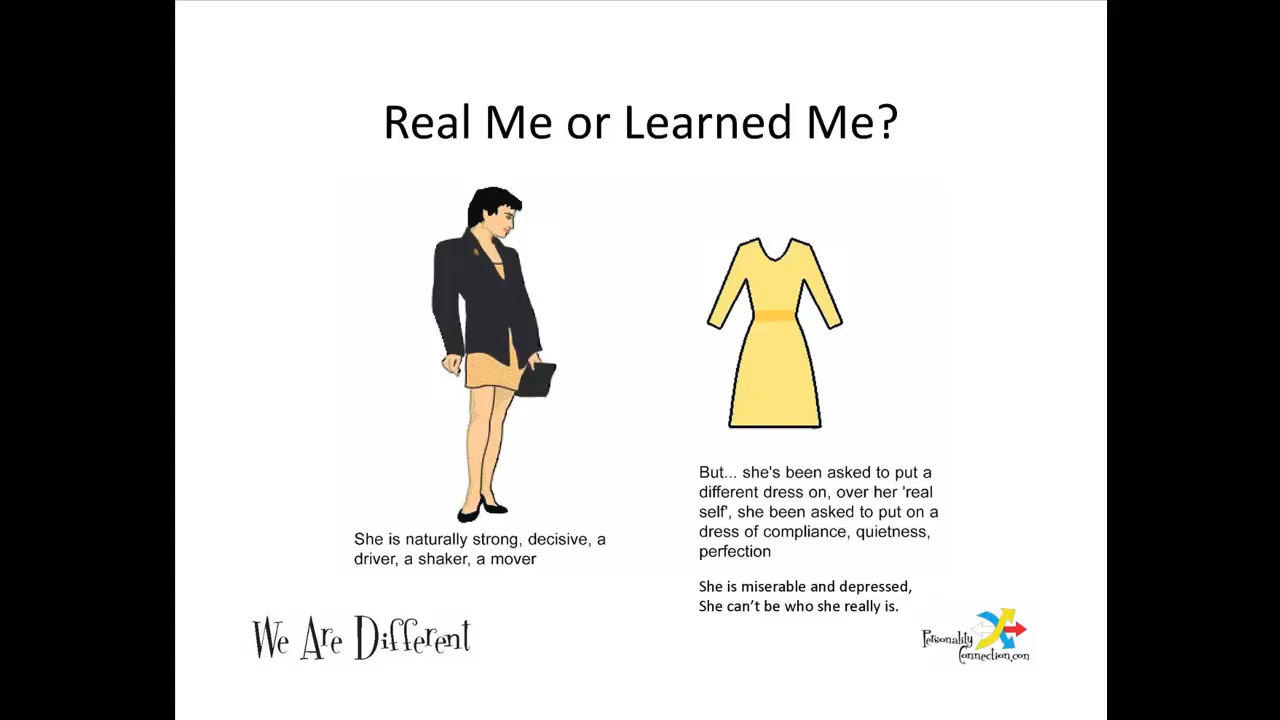 Real Me or Learned Me?
She is naturally strong, decisive, a
driver, a shaker, a mover
But... she's been asked to put a
different dress on, over her 'real
self', she been asked to put on a
dress of compliance, quietness,
perfection
She is miserable and depressed,
She can’t be who she really is.
We Are Different
Personality
Connection.com